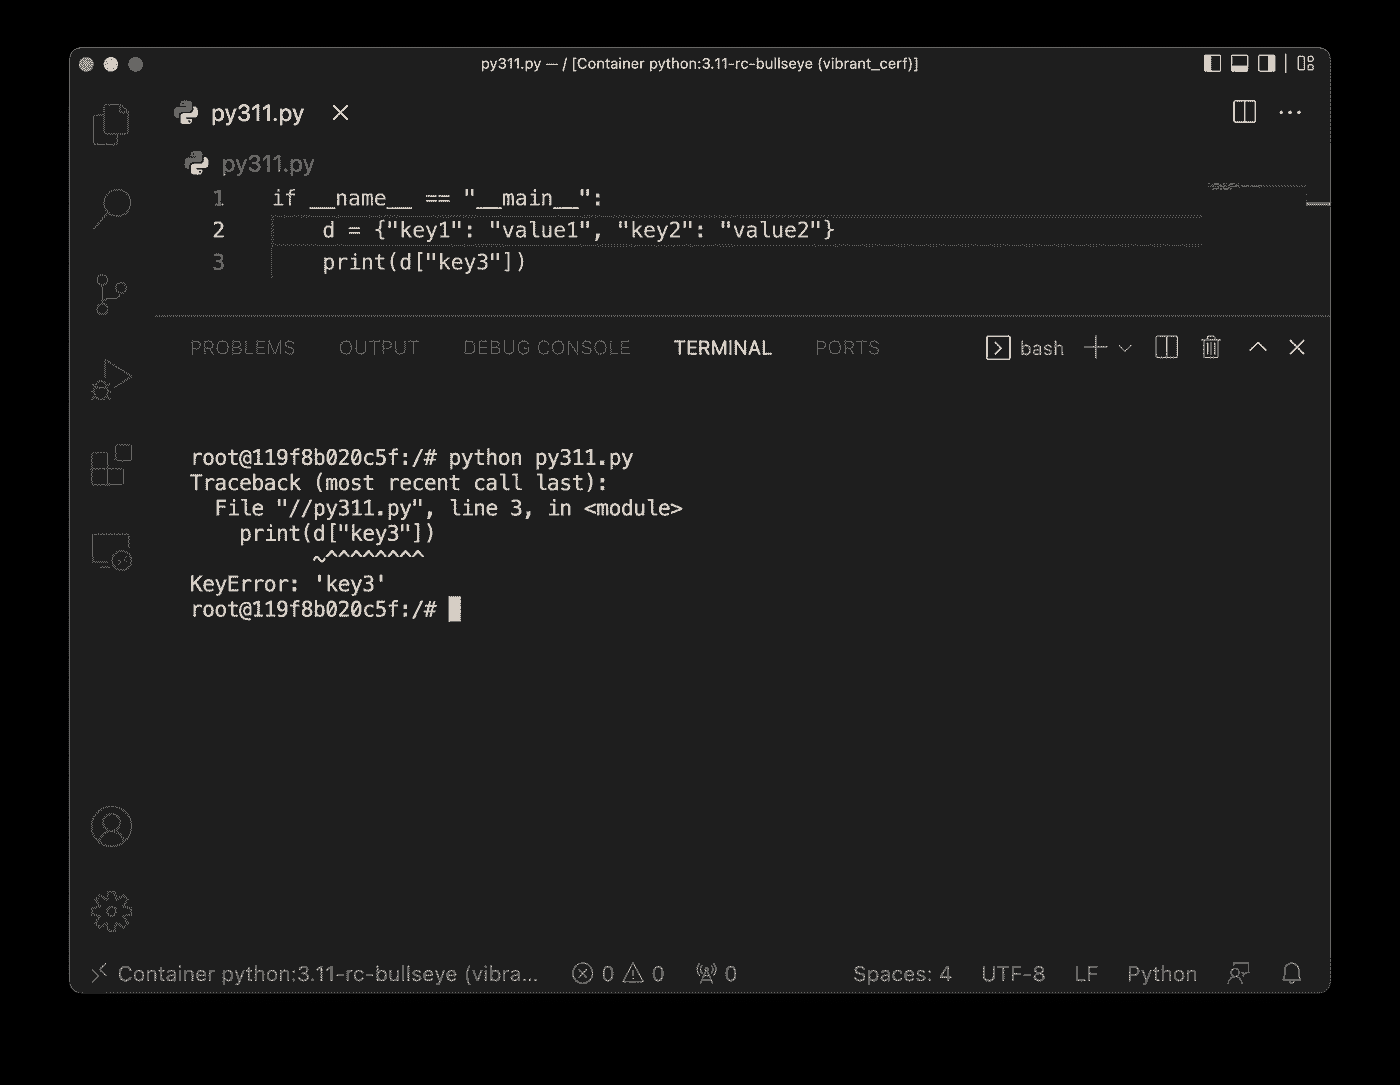 py311.py — / [Container python:3.11-rc-bullseye (vibrant_cerf)]
py311.py
py311.py
1 if __name__ == "__main__":
2     d = {"key1": "value1", "key2": "value2"}
3     print(d["key3"])
PROBLEMS OUTPUT DEBUG CONSOLE TERMINAL PORTS bash
root@119f8b020c5f:/# python py311.py
Traceback (most recent call last):
  File "//py311.py", line 3, in <module>
    print(d["key3"])
          ~^^^^^^^^
KeyError: 'key3'
root@119f8b020c5f:/#
Container python:3.11-rc-bullseye (vibra... 0 0 0 Spaces: 4 UTF-8 LF Python